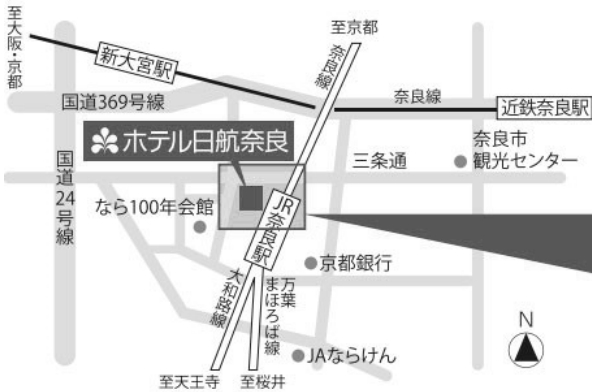 至大阪・京都
新大宮駅
至京都
奈良線
国道369号線
奈良線
近鉄奈良駅
ホテル日航奈良
奈良市
観光センター
三条通
国道24号線
なら100年会館
JR奈良駅
京都銀行
大和路線
万葉
まほろば線
JAならけん
至天王寺
至桜井
N